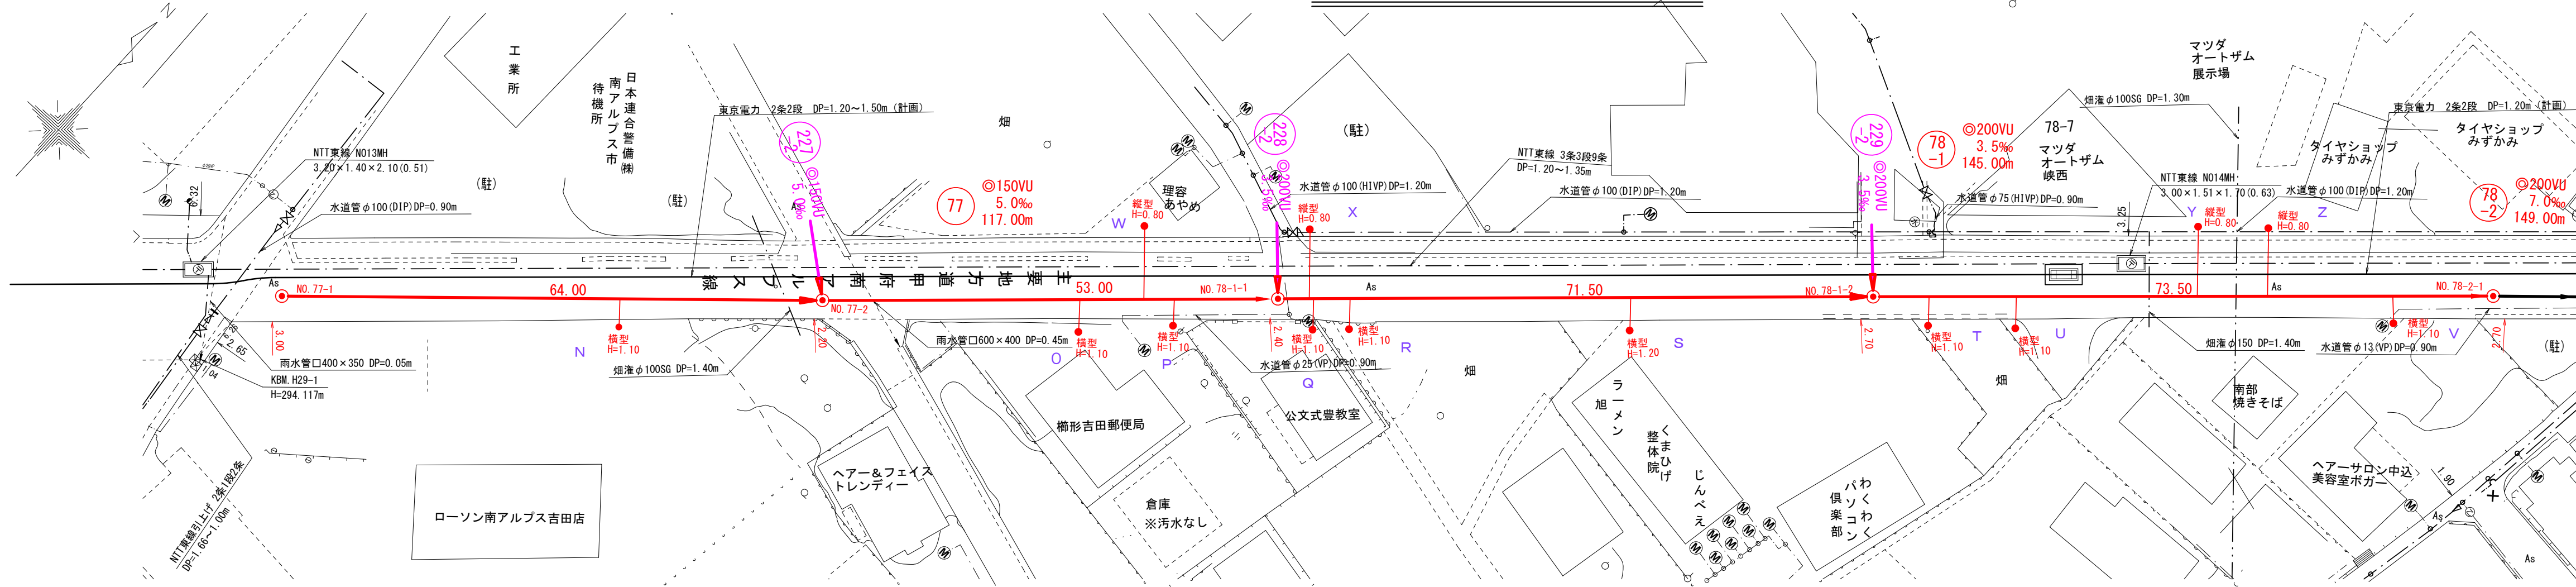 N
工業所
日本連合警備㈱
南アルプス市
待機所
(駐)
(駐)
NTT東線 NO13MH
3.20×1.40×2.10(0.51)
水道管φ100(DIP)DP=0.90m
6.32
東京電力 2条2段 DP=1.20～1.50m (計画)
227
-2
◎150VU
5.0‰
As
畑
77
◎150VU
5.0‰
117.00m
理容
あやめ
W
縦型
H=0.80
228
-2
◎200VU
3.5‰
(駐)
水道管φ100(HIVP)DP=1.20m
縦型
H=0.80
X
NTT東線 3条3段9条
DP=1.20～1.35m
水道管φ100(DIP)DP=1.20m
229
-2
◎200VU
3.5‰
78
-1
◎200VU
3.5‰
145.00m
マツダ
オートザム
展示場
畑潅φ100SG DP=1.30m
78-7
マツダ
オートザム
峡西
水道管φ75(HIVP)DP=0.90m
NTT東線 NO14MH
3.00×1.51×1.70(0.63)
3.25
Y
縦型
H=0.80
水道管φ100(DIP)DP=1.20m
縦型
H=0.80
Z
東京電力 2条2段 DP=1.20m (計画)
タイヤショップ
みずかみ
タイヤショップ
みずかみ
78
-2
◎200VU
7.0‰
149.00m
主要地方道甲府南アルプス線
As
NO.77-1
64.00
NO.77-2
53.00
NO.78-1-1
As
71.50
NO.78-1-2
73.50
As
NO.78-2-1
3.00
2.65
1.04
雨水管口400×350 DP=0.05m
KBM.H29-1
H=294.117m
N
横型
H=1.10
畑潅φ100SG DP=1.40m
2.20
雨水管口600×400 DP=0.45m
O
横型
H=1.10
横型
H=1.10
P
2.40
水道管φ25(VP)DP=0.90m
横型
H=1.10
Q
横型
H=1.10
R
畑
横型
H=1.20
S
2.70
横型
H=1.10
T
横型
H=1.10
U
畑
畑潅φ150 DP=1.40m
水道管φ13(VP)DP=0.90m
横型
H=1.10
V
2.70
(駐)
NTT東線引上げ 2条1段2条
DP=1.66～1.00m
ローソン南アルプス吉田店
ヘアー＆フェイス
トレンディー
櫛形吉田郵便局
倉庫
※汚水なし
公文式豊教室
ラーメン
旭
くまひげ
整体院
じんべえ
わくわく
パソコン
倶楽部
南部
焼きそば
ヘアーサロン中込
美容室ボガー
1.90
As
As